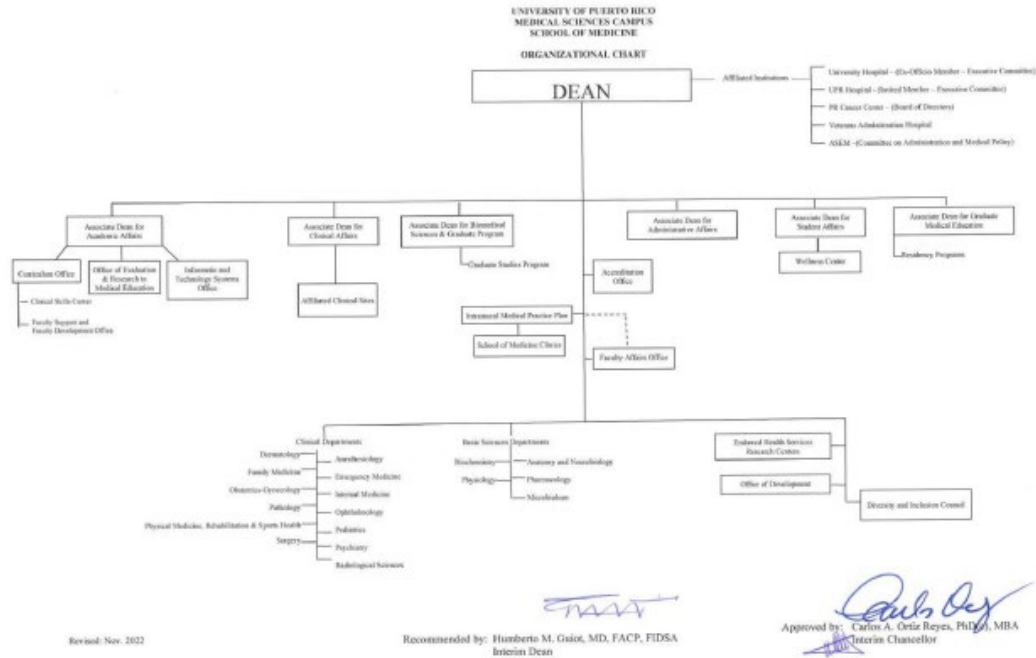 UNIVERSITY OF PUERTO RICO
MEDICAL SCIENCES CAMPUS
SCHOOL OF MEDICINE
ORGANIZATIONAL CHART
DEAN
Affiliated Institutions
University Hospital – (Ex-Officio Member – Executive Committee)
UPR Hospital – (Invited Member – Executive Committee)
PR Cancer Center – (Board of Directors)
Veterans Administration Hospital
ASEM – (Committee on Administration and Medical Policy)
Associate Dean for
Academic Affairs
Associate Dean for
Clinical Affairs
Associate Dean for Biomedical
Sciences & Graduate Program
Associate Dean for
Administrative Affairs
Associate Dean for
Student Affairs
Associate Dean for Graduate
Medical Education
Curriculum Office
Office of Evaluation
& Research in
Medical Education
Informatic and
Technology Systems
Office
Clinical Skills Center
Faculty Support and
Faculty Development Office
Affiliated Clinical Sites
Graduate Studies Program
Accreditation
Office
Wellness Center
Residency Programs
Intramural Medical Practice Plan
School of Medicine Clinics
Faculty Affairs Office
Clinical Departments
Dermatology
Anesthesiology
Family Medicine
Emergency Medicine
Obstetrics-Gynecology
Internal Medicine
Pathology
Ophthalmology
Physical Medicine, Rehabilitation & Sports Health
Pediatrics
Surgery
Psychiatry
Radiological Sciences
Basic Sciences Departments
Biochemistry
Anatomy and Neurobiology
Physiology
Pharmacology
Endowed Health Services
Research Centers
Office of Development
Diversity and Inclusion Council
Revised: Nov. 2022
Recommended by: Humberto M. Guiot, MD, FACP, FIDSA
Interim Dean
Approved by: Carlos A. Ortiz Reyes, MBA
Interim Chancellor